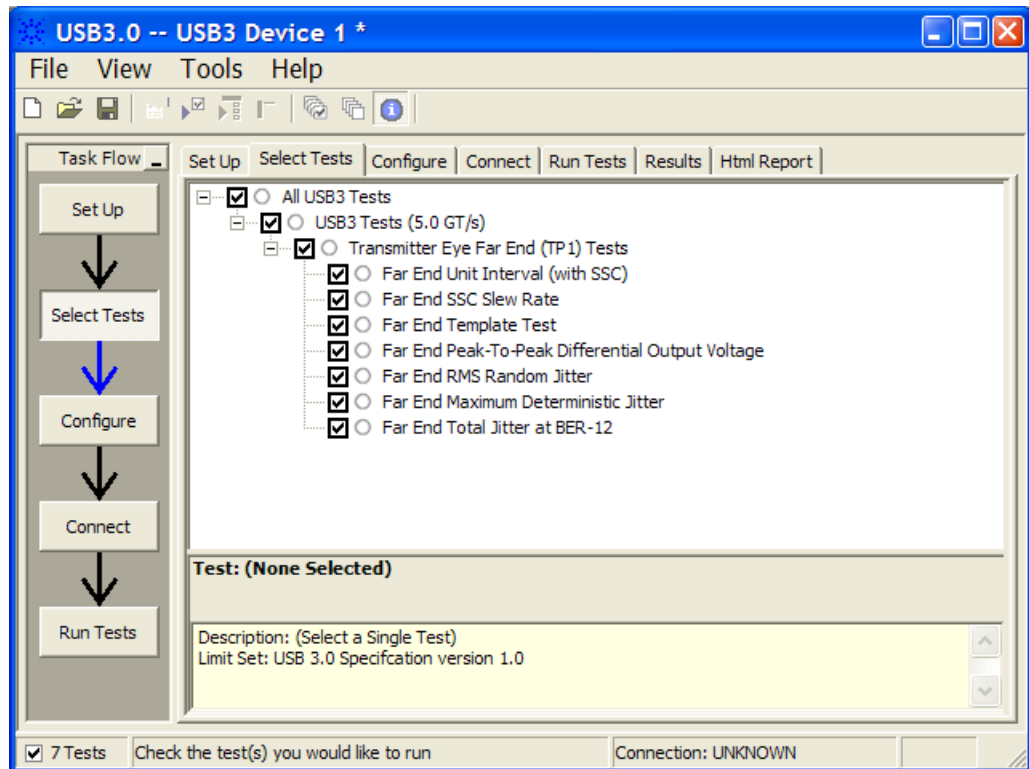 USB3.0 -- USB3 Device 1 *
File View Tools Help
Task Flow
Set Up
Select Tests
Configure
Connect
Run Tests
Set Up Select Tests Configure Connect Run Tests Results Html Report
All USB3 Tests
USB3 Tests (5.0 GT/s)
Transmitter Eye Far End (TP1) Tests
Far End Unit Interval (with SSC)
Far End SSC Slew Rate
Far End Template Test
Far End Peak-To-Peak Differential Output Voltage
Far End RMS Random Jitter
Far End Maximum Deterministic Jitter
Far End Total Jitter at BER-12
Test: (None Selected)
Description: (Select a Single Test)
Limit Set: USB 3.0 Specifcation version 1.0
7 Tests Check the test(s) you would like to run Connection: UNKNOWN